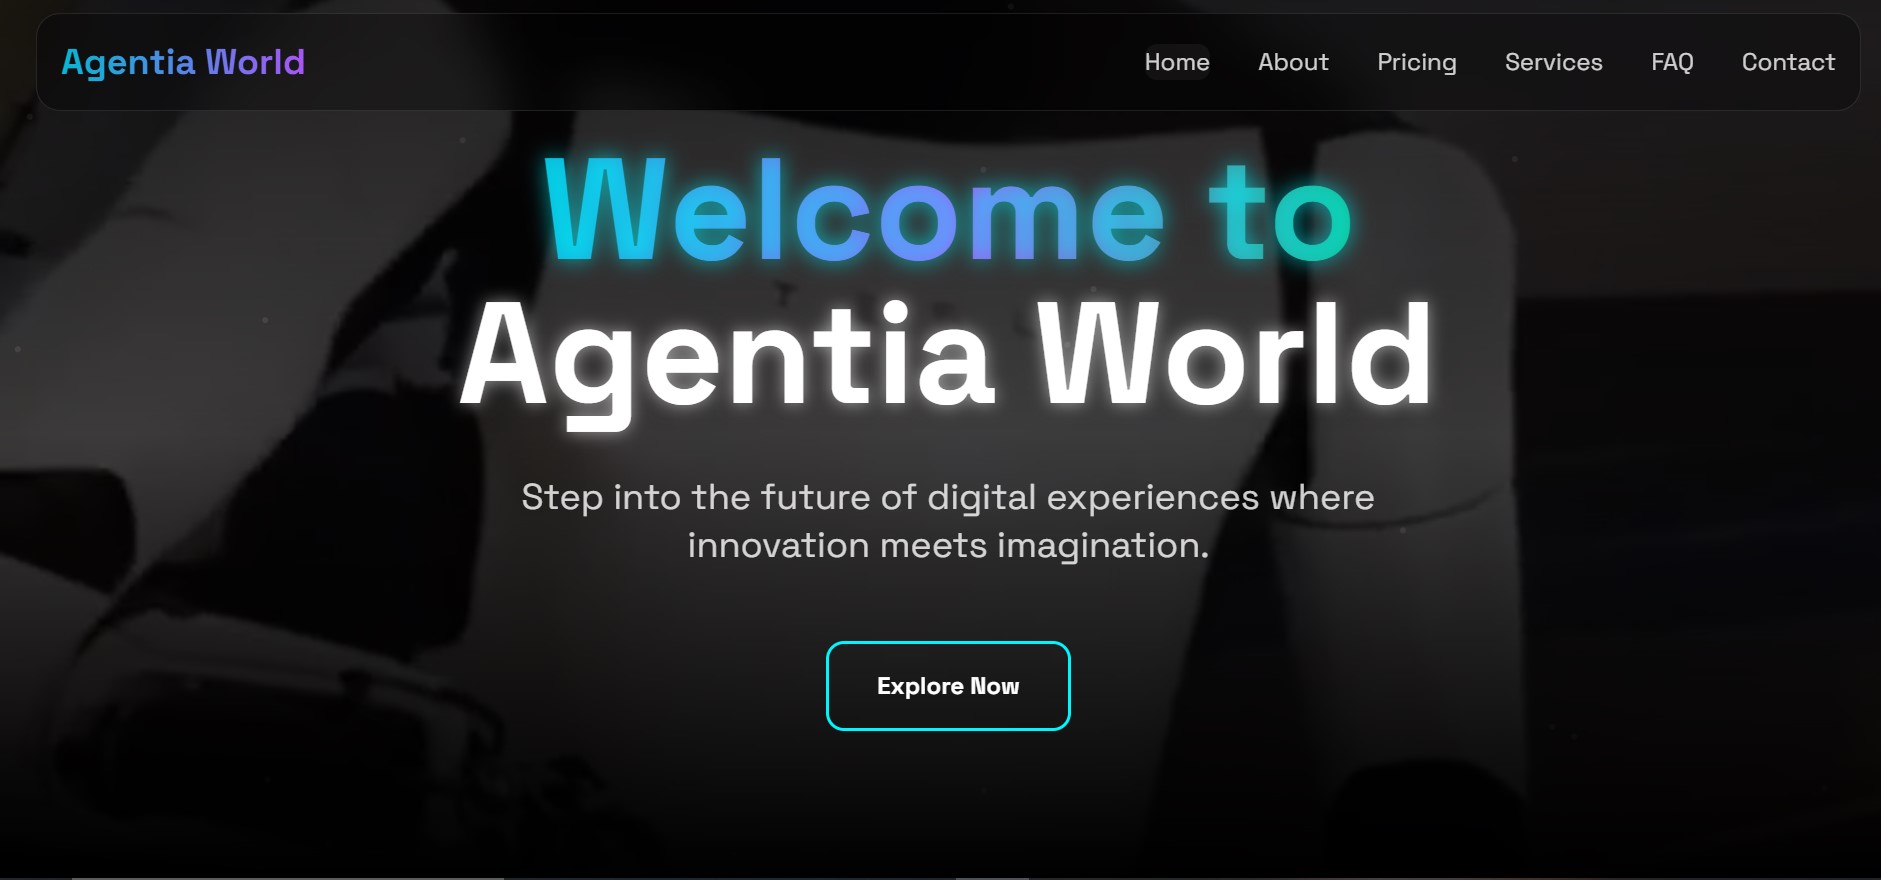 Agentia World
Home About Pricing Services FAQ Contact
Welcome to
Agentia World
Step into the future of digital experiences where
innovation meets imagination.
Explore Now